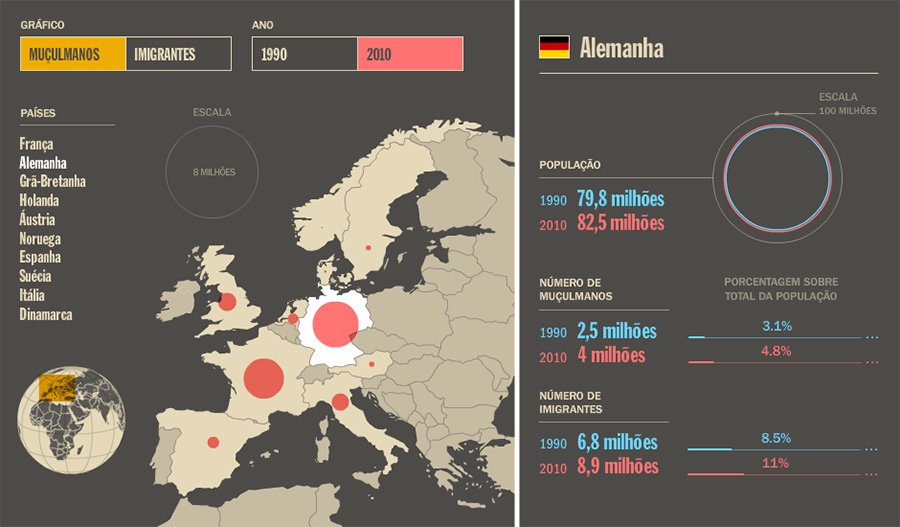 GRÁFICO
MUÇULMANOS
IMIGRANTES
ANO
1990
2010
PAÍSES
França
Alemanha
Grã-Bretanha
Holanda
Áustria
Noruega
Espanha
Suécia
Itália
Dinamarca
ESCALA
8 MILHÕES
Alemanha
ESCALA
100 MILHÕES
POPULAÇÃO
1990 79,8 milhões
2010 82,5 milhões
NÚMERO DE
MUÇULMANOS
PORCENTAGEM SOBRE
TOTAL DA POPULAÇÃO
1990 2,5 milhões 3.1%
2010 4 milhões 4.8%
NÚMERO DE
IMIGRANTES
1990 6,8 milhões 8.5%
2010 8,9 milhões 11%